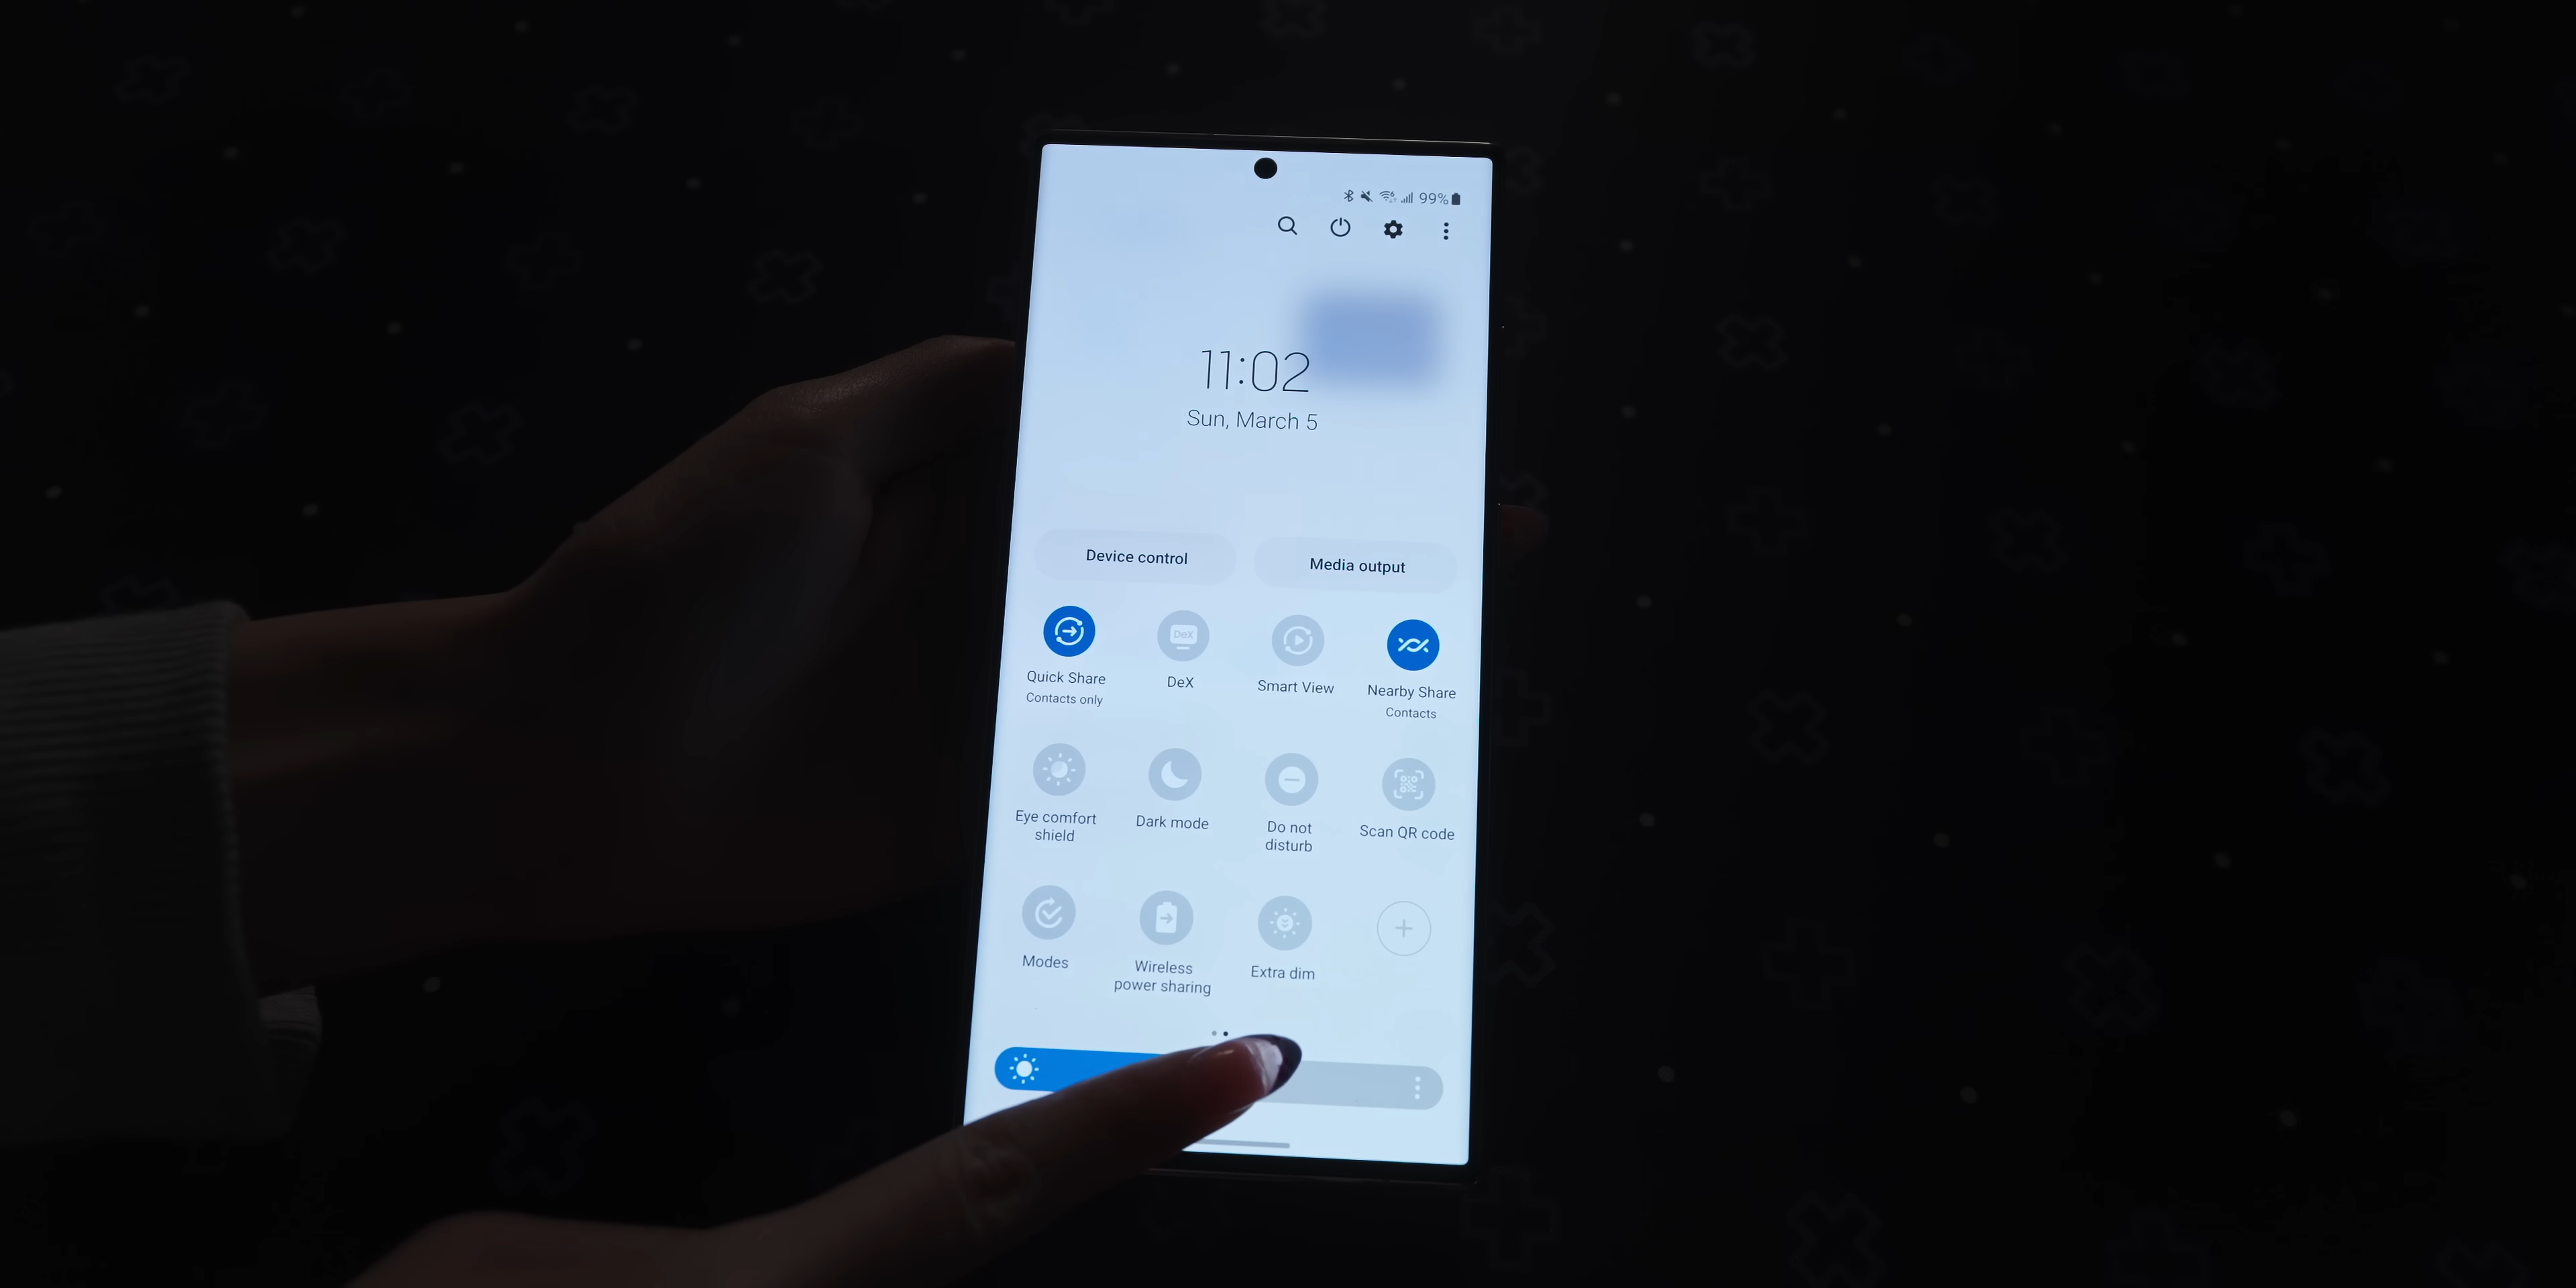 99%
11:02
Sun, March 5
Device control
Media output
Quick Share
Contacts only
DeX
DeX
Smart View
Nearby Share
Contacts
Eye comfort
shield
Dark mode
Do not
disturb
Scan QR code
Modes
Wireless
power sharing
Extra dim